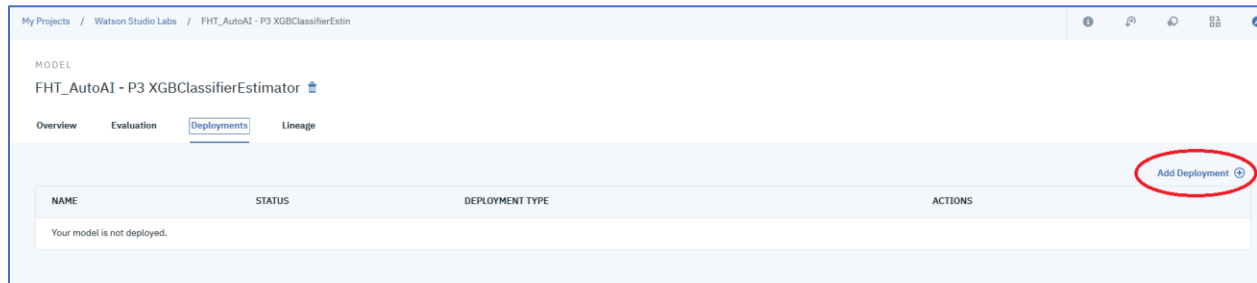 My Projects / Watson Studio Labs / FHT_AutoAI - P3 XGBClassifierEstin
MODEL
FHT_AutoAI - P3 XGBClassifierEstimator
Overview Evaluation Deployments Lineage
Add Deployment
NAME STATUS DEPLOYMENT TYPE ACTIONS
Your model is not deployed.